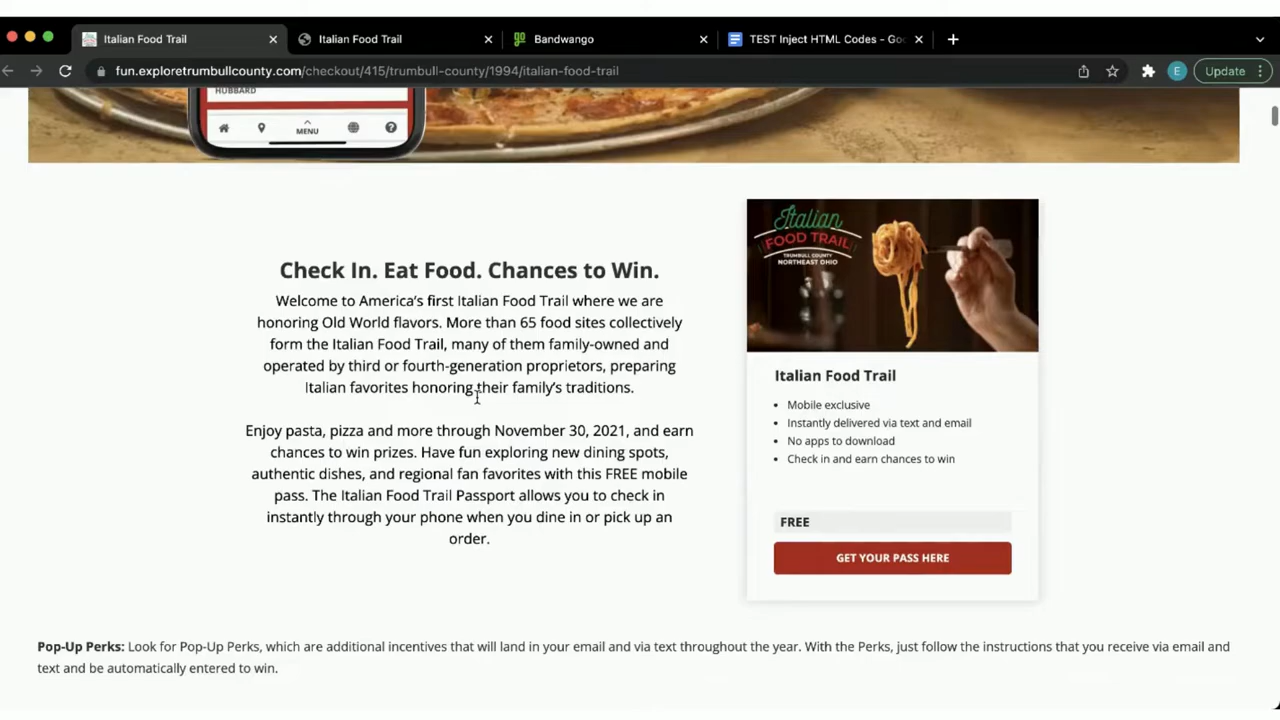 Italian Food Trail
Italian Food Trail
Bandwango
TEST Inject HTML Codes - Goo
fun.exploretrumbullcounty.com/checkout/415/trumbull-county/1994/italian-food-trail
E
Update
HUBBARD
MENU
Italian
FOOD TRAIL
TRUMBULL COUNTY
NORTHEAST OHIO
Check In. Eat Food. Chances to Win.
Welcome to America's first Italian Food Trail where we are
honoring Old World flavors. More than 65 food sites collectively
form the Italian Food Trail, many of them family-owned and
operated by third or fourth-generation proprietors, preparing
Italian favorites honoring their family's traditions.
Enjoy pasta, pizza and more through November 30, 2021, and earn
chances to win prizes. Have fun exploring new dining spots,
authentic dishes, and regional fan favorites with this FREE mobile
pass. The Italian Food Trail Passport allows you to check in
instantly through your phone when you dine in or pick up an
order.
Italian Food Trail
• Mobile exclusive
• Instantly delivered via text and email
• No apps to download
• Check in and earn chances to win
FREE
GET YOUR PASS HERE
Pop-Up Perks: Look for Pop-Up Perks, which are additional incentives that will land in your email and via text throughout the year. With the Perks, just follow the instructions that you receive via email and
text and be automatically entered to win.